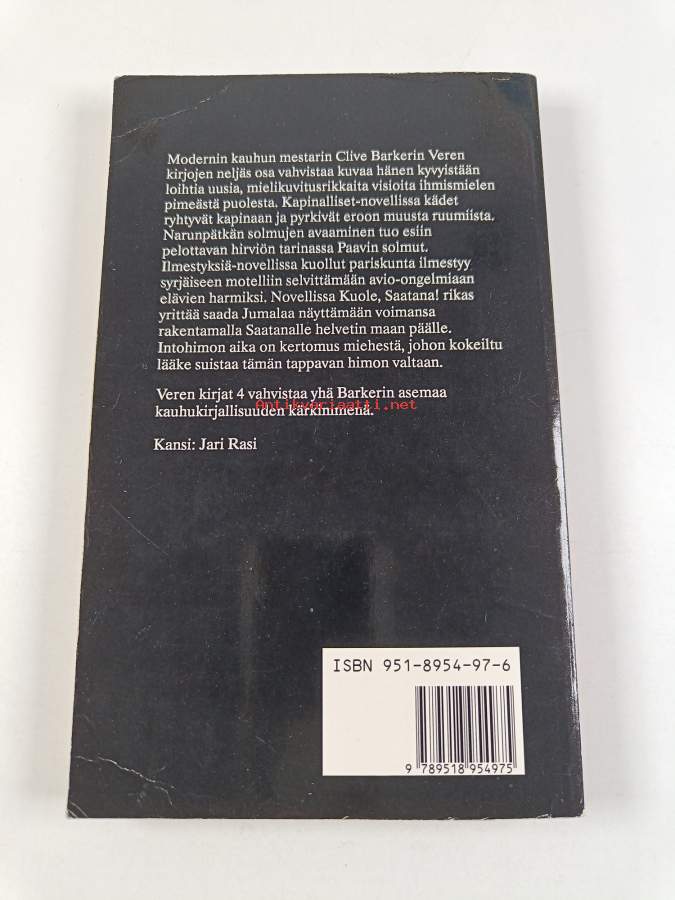 Modernin kauhun mestarin Clive Barkerin Veren
kirjojen neljäs osa vahvistaa kuvaa hänen kyvyistään
loihtia uusia, mielikuvitusrikkaita visioita ihmismielen
pimeästä puolesta. Kapinalliset-novellissa kädet
ryhtyvät kapinaan ja pyrkivät eroon muusta ruumiista.
Narunpätkän solmujen avaaminen tuo esiin
pelottavan hirviön tarinassa Paavin solmut.
Ilmestyksiä-novellissa kuollut pariskunta ilmestyy
syrjäiseen motelliin selvittämään avio-ongelmiaan
elävien harmiksi. Novellissa Kuole, Saatana! rikas
yrittää saada Jumalaa näyttämään voimansa
rakentamalla Saatanalle helvetin maan päälle.
Intohimon aika on kertomus miehestä, johon kokeiltu
lääke suistaa tämän tappavan himon valtaan.
Veren kirjat 4 vahvistaa yhä Barkerin asemaa
Antikvariaatti.net
kauhukirjallisuuden kärkinimenä.
Kansi: Jari Rasi
ISBN 951-8954-97-6
9 789518 954975